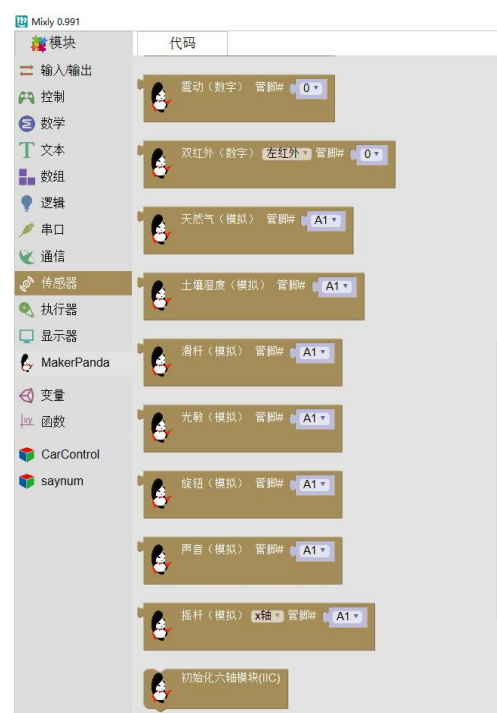 Mixly 0.991
模块
代码
输入/输出
控制
数学
文本
数组
逻辑
串口
通信
传感器
执行器
显示器
MakerPanda
变量
xy 函数
CarControl
saynum
震动（数字） 管脚# 0
双红外（数字） 左红外 管脚# 0
天然气（模拟） 管脚# A1
土壤湿度（模拟） 管脚# A1
滑杆（模拟） 管脚# A1
光敏（模拟） 管脚# A1
旋钮（模拟） 管脚# A1
声音（模拟） 管脚# A1
摇杆（模拟） x轴 管脚# A1
初始化六轴模块(IIC)